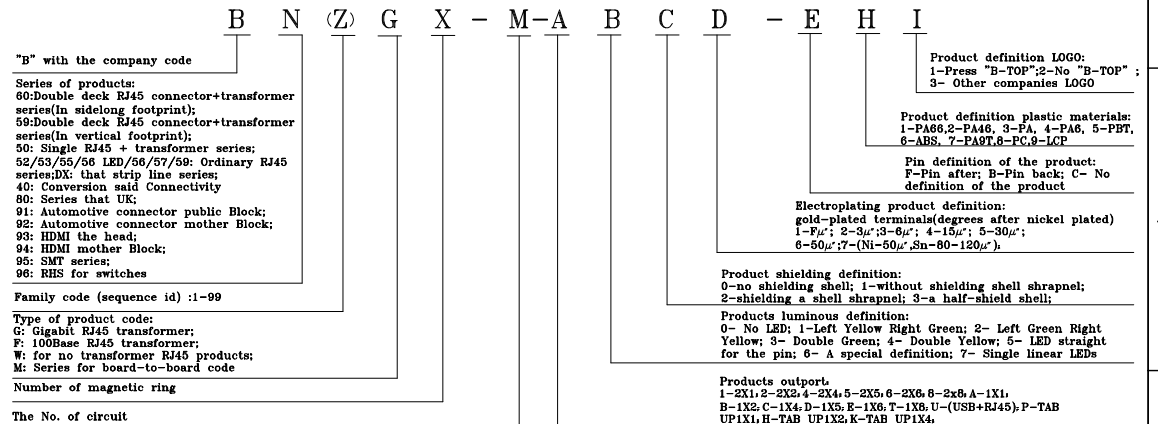 B N (Z) G X - M-A B C D - E H I
"B" with the company code
Series of products:
60:Double deck RJ45 connector+transformer
series(In sidelong footprint);
59:Double deck RJ45 connector+transformer
series(In vertical footprint);
50: Single RJ45 + transformer series;
52/53/55/56 LED/56/57/59: Ordinary RJ45
series;DX: that strip line series;
40: Conversion said Connectivity
80: Series that UK;
91: Automotive connector public Block;
92: Automotive connector mother Block;
93: HDMI the head;
94: HDMI mother Block;
95: SMT series;
96: RHS for switches
Family code (sequence id) :1-99
Type of product code:
G: Gigabit RJ45 transformer;
F: 100Base RJ45 transformer;
W: for no transformer RJ45 products;
M: Series for board-to-board code
Number of magnetic ring
The No. of circuit
Product definition LOGO:
1-Press "B-TOP";2-No "B-TOP" ;
3- Other companies LOGO
Product definition plastic materials:
1-PA66,2-PA46, 3-PA, 4-PA6, 5-PBT,
6-ABS, 7-PA9T,8-PC,9-LCP
Pin definition of the product:
F-Pin after; B-Pin back; C- No
definition of the product
Electroplating product definition:
gold-plated terminals(degrees after nickel plated)
1-Fμ"; 2-3μ";3-6μ"; 4-15μ"; 5-30μ";
6-50μ";7-(Ni-50μ",Sn-80-120μ");
Product shielding definition:
0-no shielding shell; 1-without shielding shell shrapnel;
2-shielding a shell shrapnel; 3-a half-shield shell;
Products luminous definition:
0- No LED; 1-Left Yellow Right Green; 2- Left Green Right
Yellow; 3- Double Green; 4- Double Yellow; 5- LED straight
for the pin; 6- A special definition; 7- Single linear LEDs
Products outport:
1-2X1; 2-2X2; 4-2X4; 5-2X5; 6-2X6; 8-2x8; A-1X1;
B-1X2; C-1X4; D-1X5; E-1X6; T-1X8; U-(USB+RJ45); P-TAB
UP1X1; H-TAB UP1X2; K-TAB UP1X4;